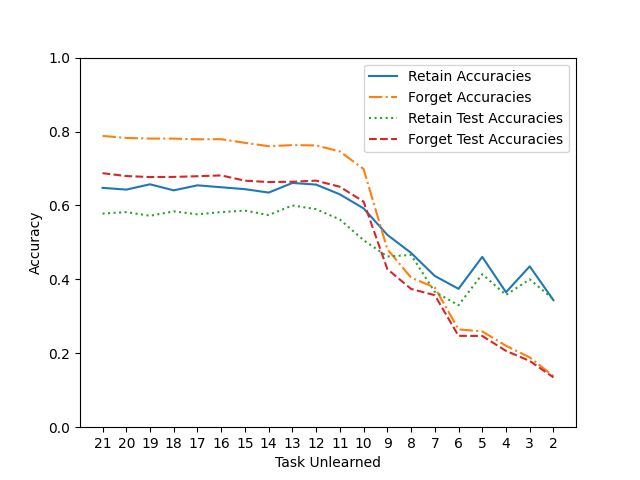 1.0
0.8
0.6
0.4
0.2
0.0
Accuracy
Retain Accuracies
Forget Accuracies
Retain Test Accuracies
Forget Test Accuracies
21 20 19 18 17 16 15 14 13 12 11 10 9 8 7 6 5 4 3 2
Task Unlearned